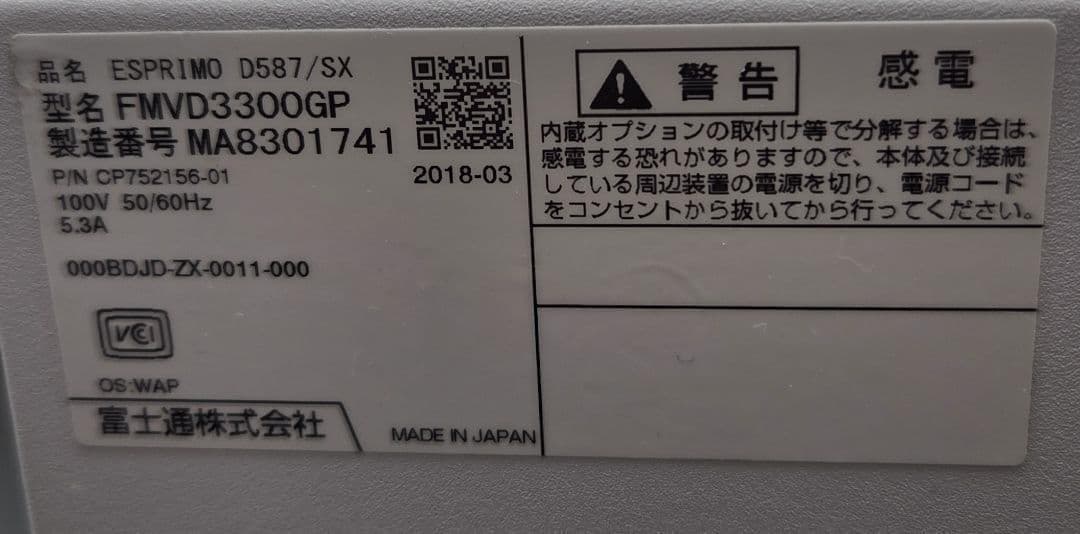 品名 ESPRIMO D587/SX
型名 FMVD3300GP
製造番号 MA8301741
P/N CP752156-01
2018-03
100V 50/60Hz
5.3A
000BDJD-ZX-0011-000
VCI
OS:WAP
富士通株式会社
MADE IN JAPAN
警告
感電
内蔵オプションの取付け等で分解する場合は、
感電する恐れがありますので、本体及び接続
している周辺装置の電源を切り、電源コード
をコンセントから抜いてから行ってください。